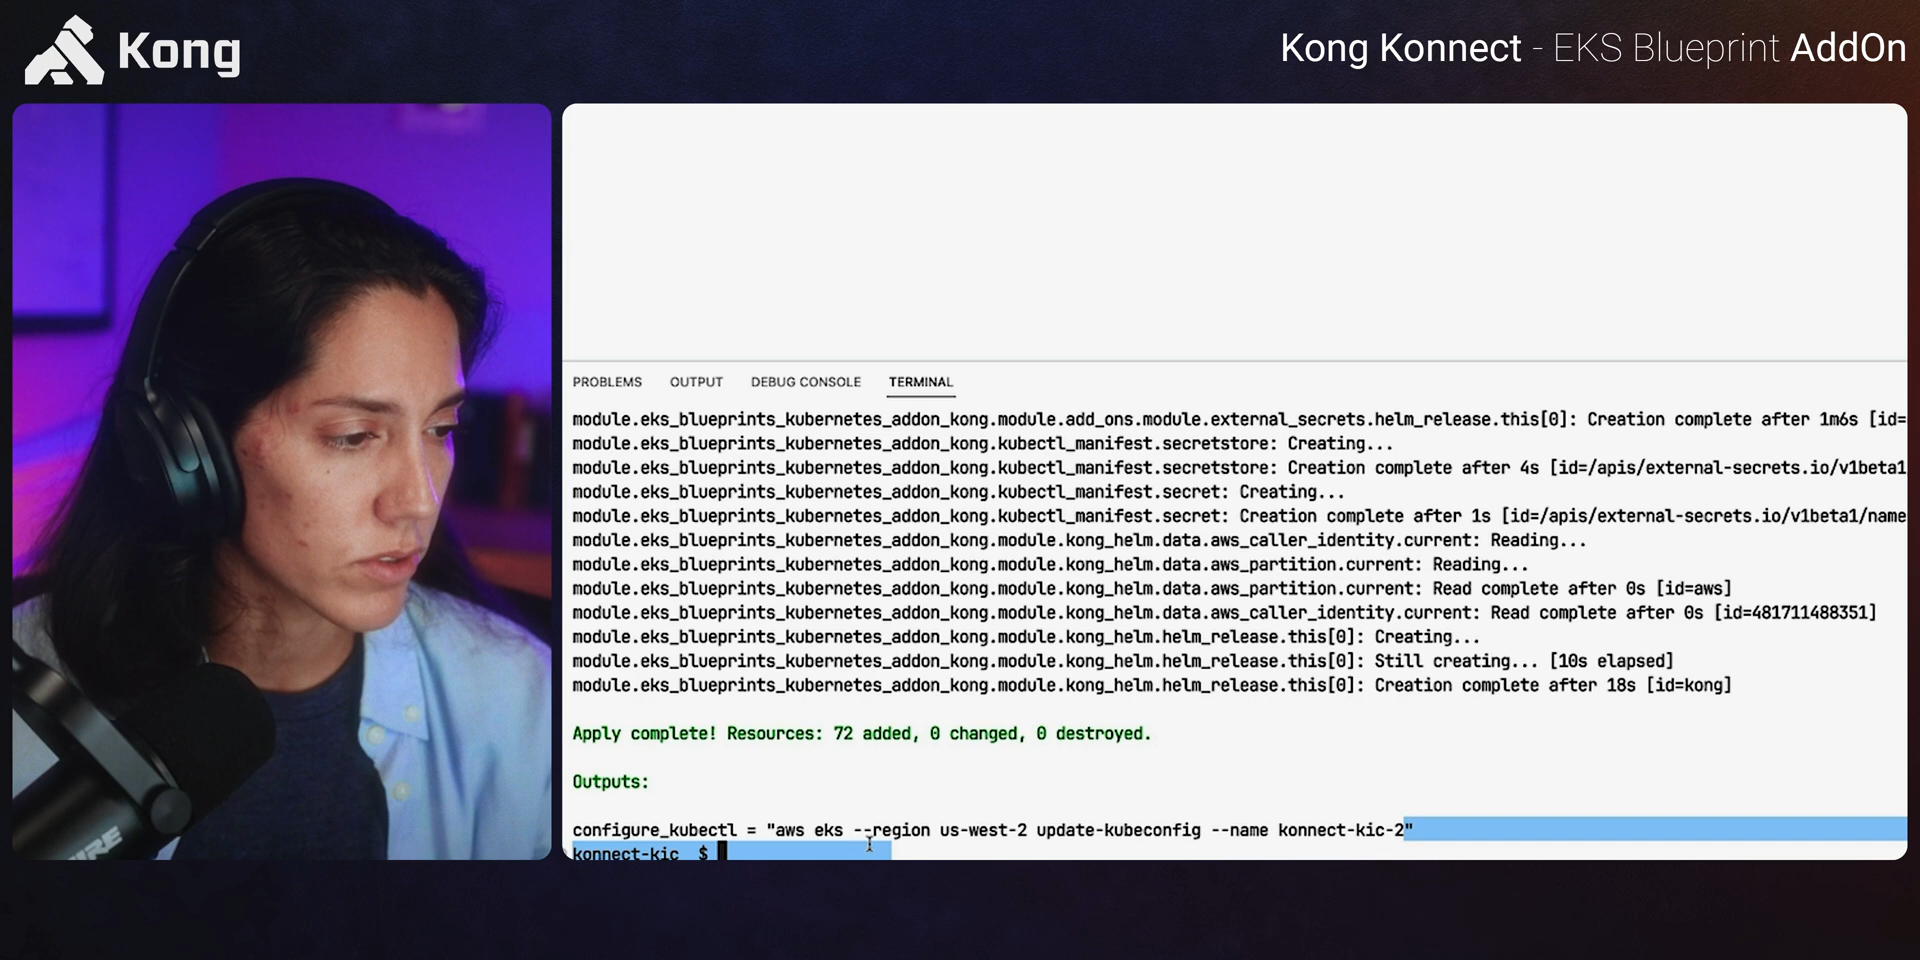 Kong
Kong Konnect - EKS Blueprint AddOn
PROBLEMS OUTPUT DEBUG CONSOLE TERMINAL
module.eks_blueprints_kubernetes_addon_kong.module.add_ons.module.external_secrets.helm_release.this[0]: Creation complete after 1m6s [id=
module.eks_blueprints_kubernetes_addon_kong.kubectl_manifest.secretstore: Creating...
module.eks_blueprints_kubernetes_addon_kong.kubectl_manifest.secretstore: Creation complete after 4s [id=/apis/external-secrets.io/v1beta1
module.eks_blueprints_kubernetes_addon_kong.kubectl_manifest.secret: Creating...
module.eks_blueprints_kubernetes_addon_kong.kubectl_manifest.secret: Creation complete after 1s [id=/apis/external-secrets.io/v1beta1/name
module.eks_blueprints_kubernetes_addon_kong.module.kong_helm.data.aws_caller_identity.current: Reading...
module.eks_blueprints_kubernetes_addon_kong.module.kong_helm.data.aws_partition.current: Reading...
module.eks_blueprints_kubernetes_addon_kong.module.kong_helm.data.aws_partition.current: Read complete after 0s [id=aws]
module.eks_blueprints_kubernetes_addon_kong.module.kong_helm.data.aws_caller_identity.current: Read complete after 0s [id=481711488351]
module.eks_blueprints_kubernetes_addon_kong.module.kong_helm.helm_release.this[0]: Creating...
module.eks_blueprints_kubernetes_addon_kong.module.kong_helm.helm_release.this[0]: Still creating... [10s elapsed]
module.eks_blueprints_kubernetes_addon_kong.module.kong_helm.helm_release.this[0]: Creation complete after 18s [id=kong]
Apply complete! Resources: 72 added, 0 changed, 0 destroyed.
Outputs:
configure_kubectl = "aws eks --region us-west-2 update-kubeconfig --name konnect-kic-2"
konnect-kic $